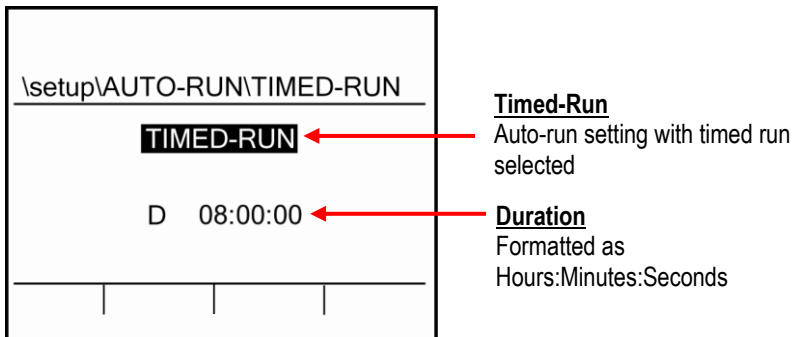 \setup\AUTO-RUN\TIMED-RUN
TIMED-RUN
D 08:00:00
Timed-Run
Auto-run setting with timed run
selected
Duration
Formatted as
Hours:Minutes:Seconds